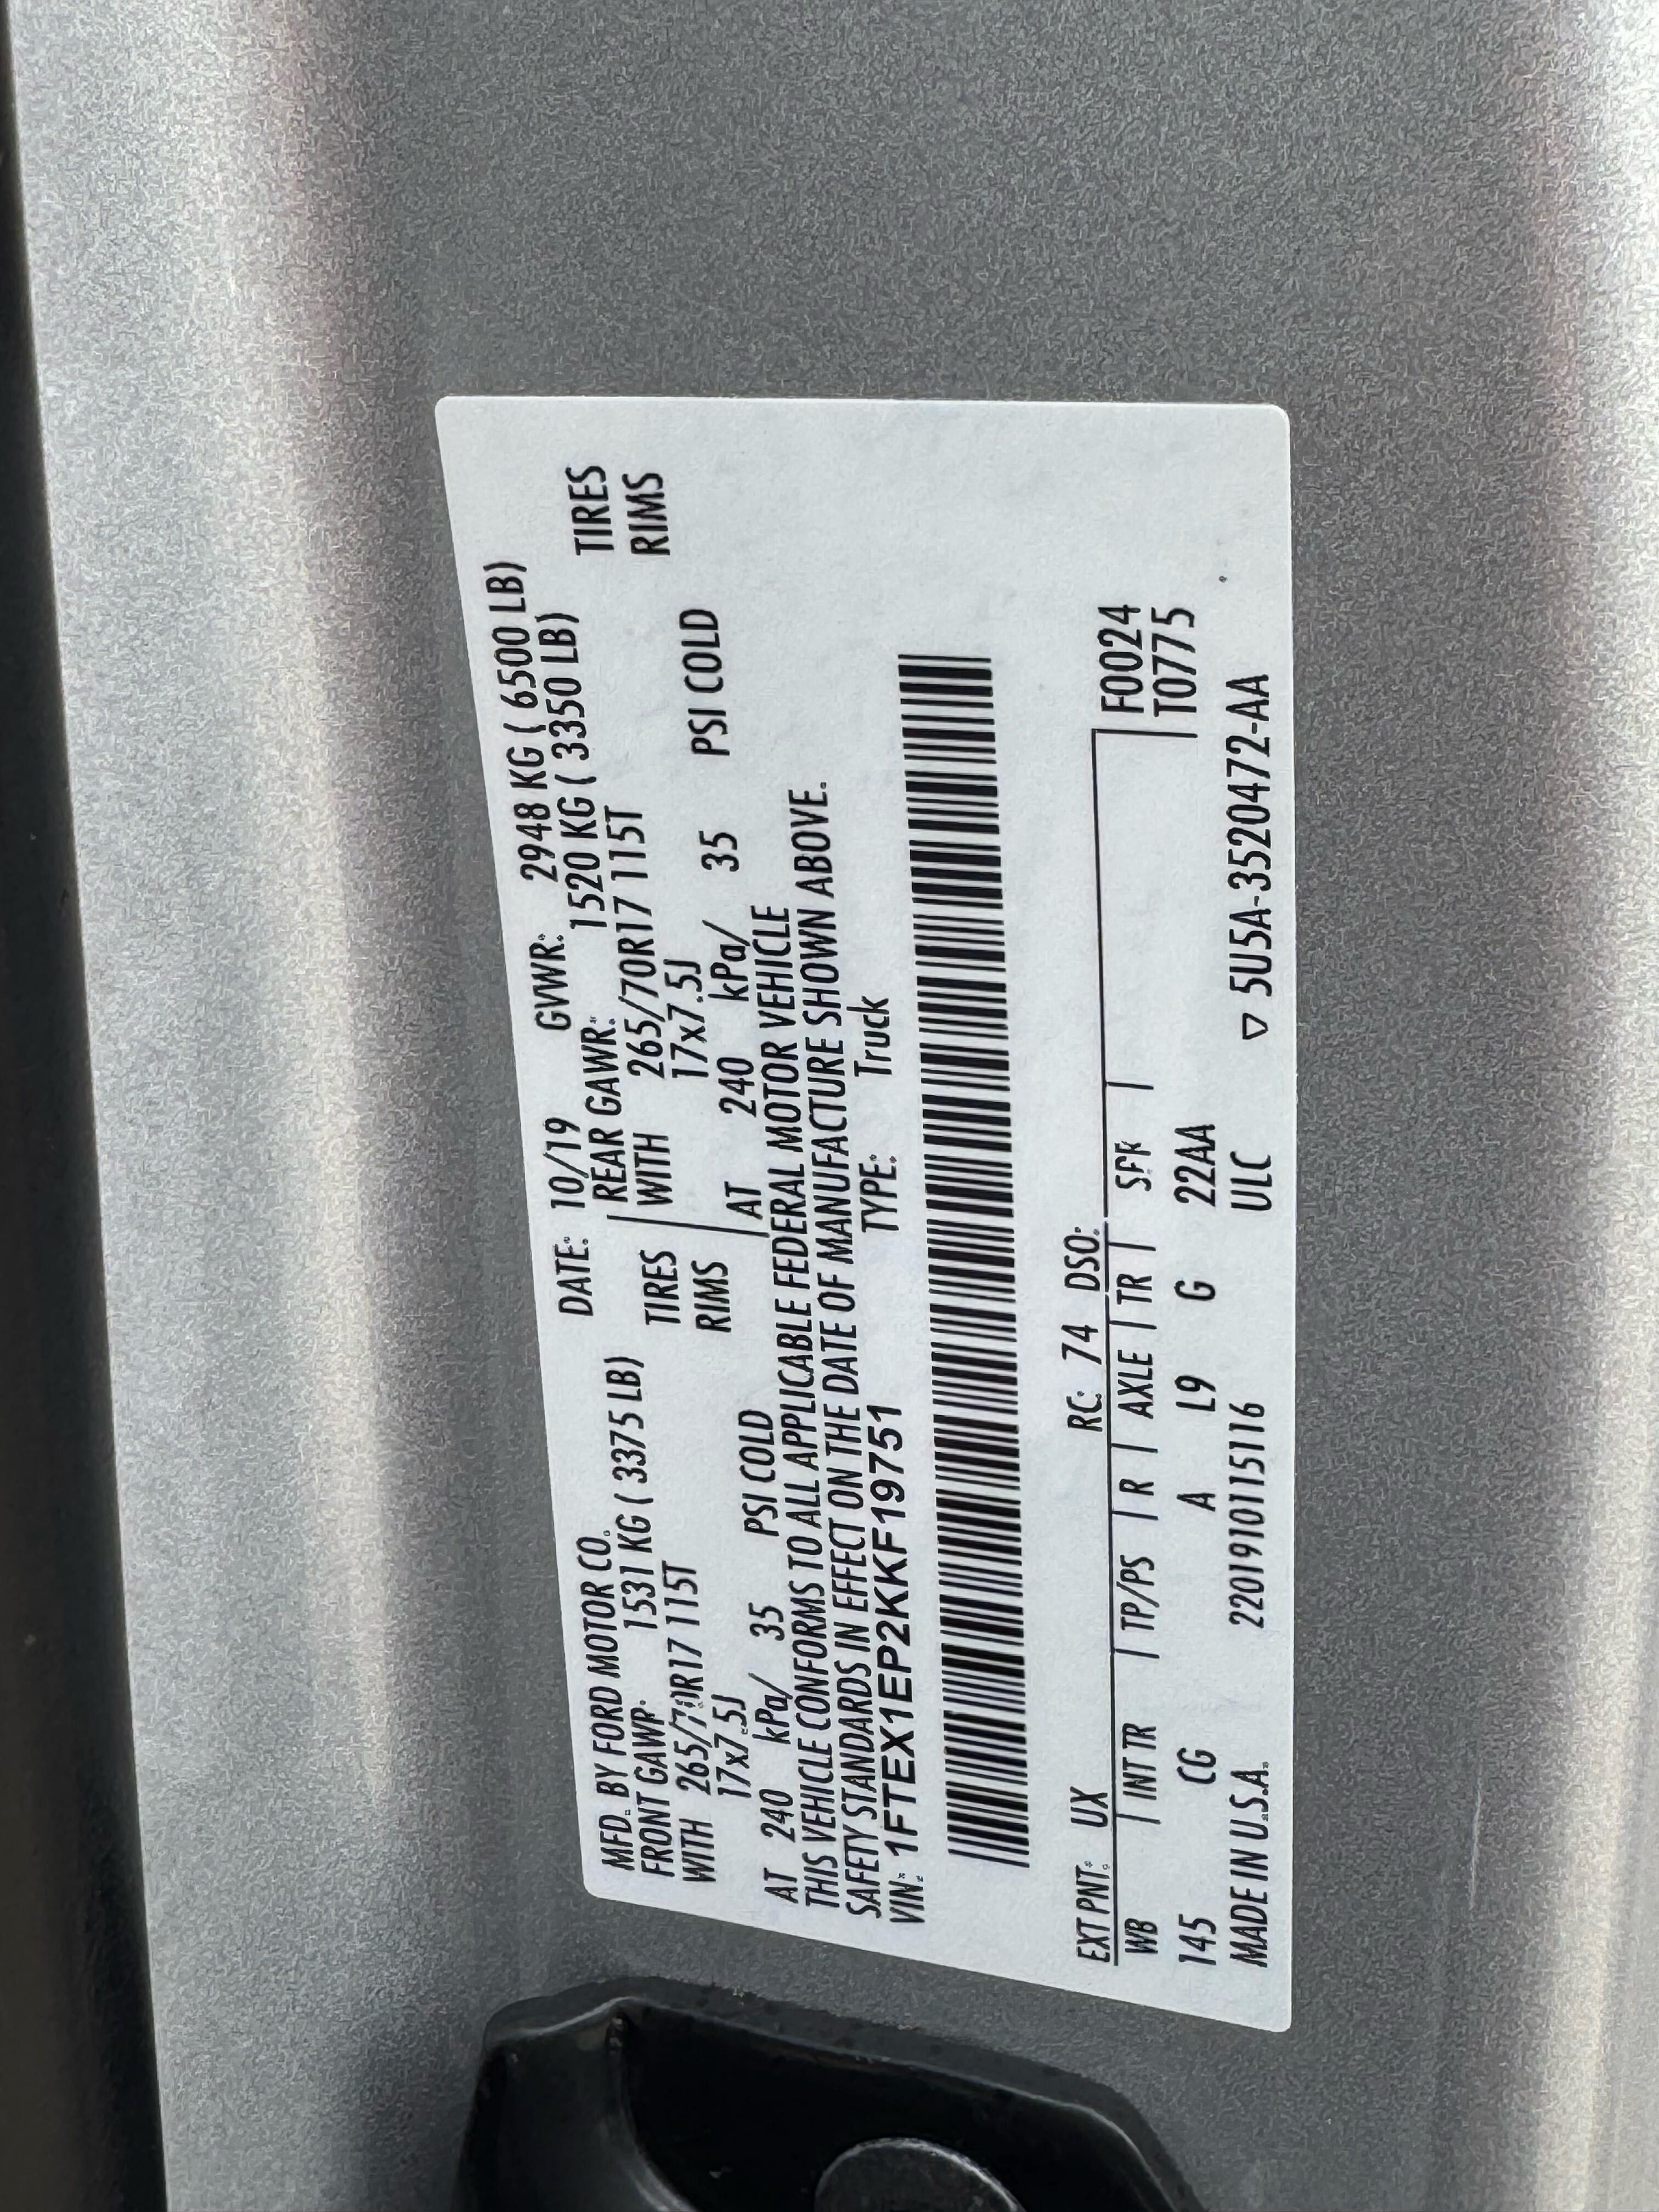 MFD. BY FORD MOTOR CO. DATE: 10/19 GVWR: 2948 KG ( 6500 LB)
FRONT GAWR: 1531 KG ( 3375 LB) REAR GAWR: 1520 KG ( 3350 LB)
WITH 265/70R17 115T TIRES WITH 265/70R17 115T TIRES
17x7.5J RIMS 17x7.5J RIMS
AT 240 kPa/ 35 PSI COLD AT 240 kPa/ 35 PSI COLD
THIS VEHICLE CONFORMS TO ALL APPLICABLE FEDERAL MOTOR VEHICLE
SAFETY STANDARDS IN EFFECT ON THE DATE OF MANUFACTURE SHOWN ABOVE.
VIN: 1FTEX1EP2KKF19751 TYPE: Truck
EXT PNT: UX RC: 74 DSO:
WB | INT TR | TP/PS | R | AXLE | TR | SPR | F0024
145 CG A L9 G 22AA T0775
MADE IN U.S.A. 2201910115116 ULC ▽ 5U5A-3520472-AA